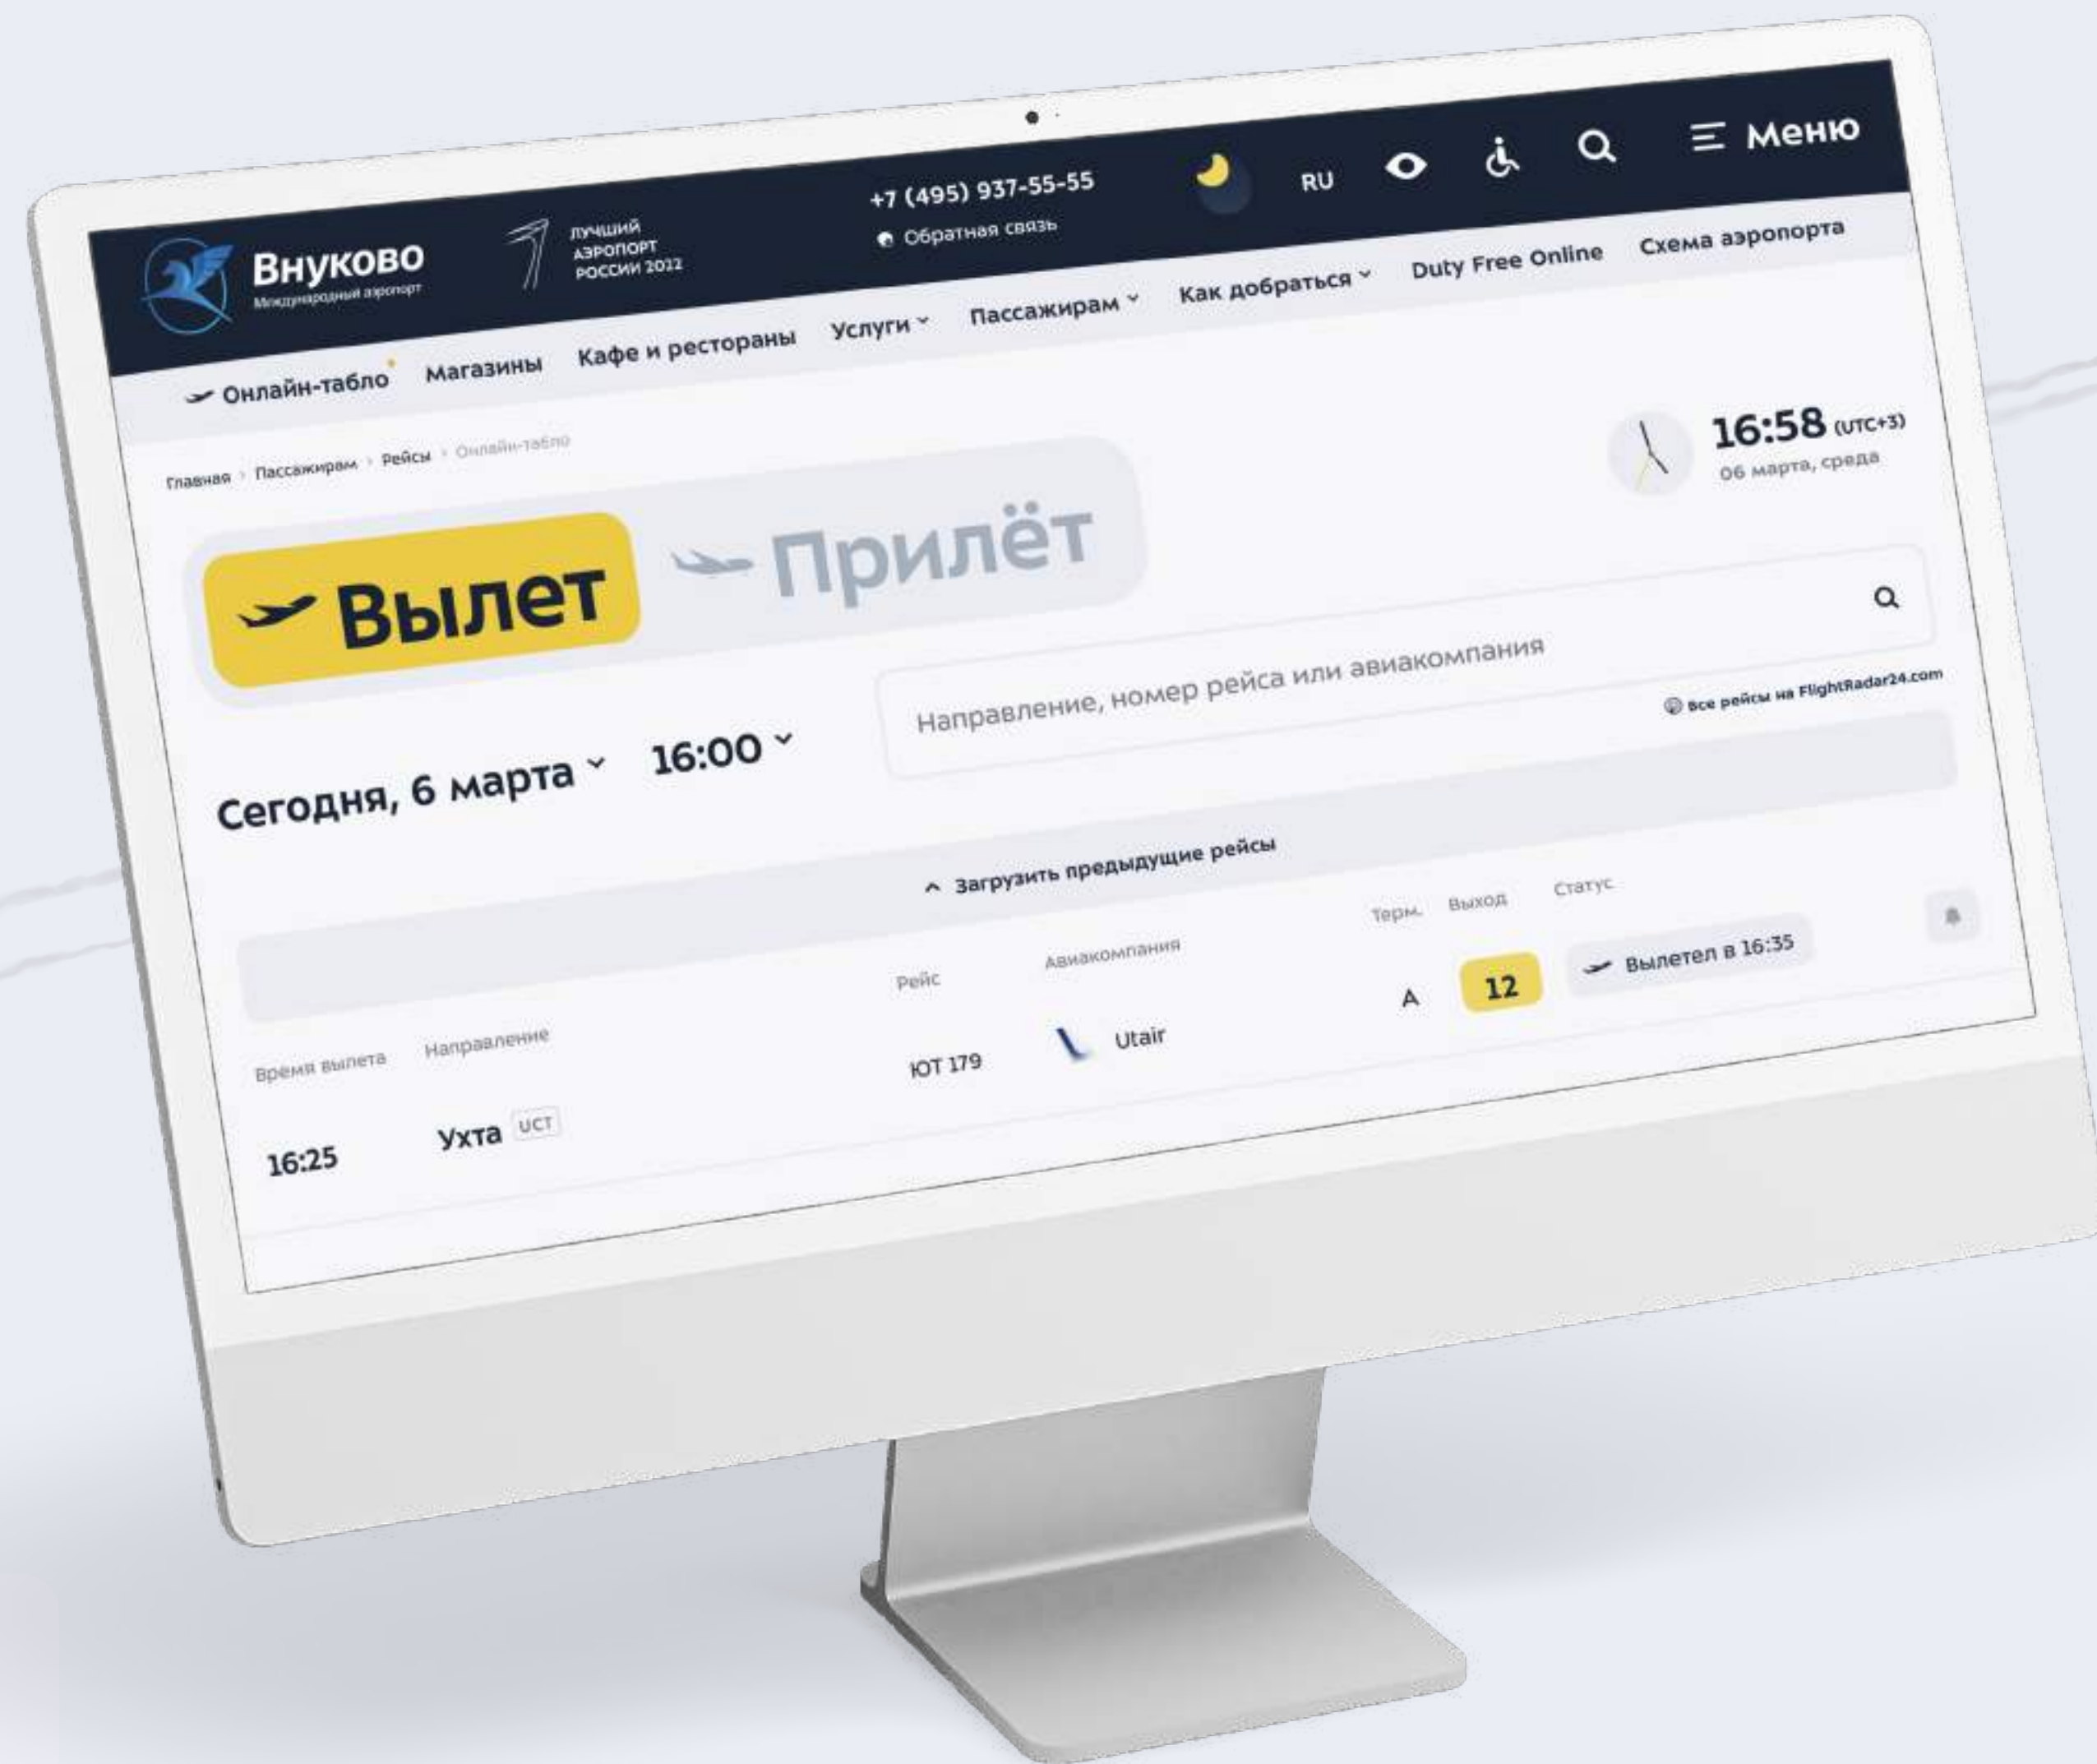 Внуково
Международный аэропорт
ЛУЧШИЙ
АЭРОПОРТ
РОССИИ 2022
+7 (495) 937-55-55
Обратная связь
RU
Меню
Онлайн-табло Магазины Кафе и рестораны Услуги Пассажирам Как добраться Duty Free Online Схема аэропорта
Главная > Пассажирам > Рейсы > Онлайн-табло
16:58 (UTC+3)
06 марта, среда
Вылет Прилёт
Сегодня, 6 марта 16:00
Направление, номер рейса или авиакомпания
Все рейсы на FlightRadar24.com
Загрузить предыдущие рейсы
Время вылета Направление Рейс Авиакомпания Терм. Выход Статус
16:25 Ухта UCT ЮТ 179 Utair A 12 Вылетел в 16:35